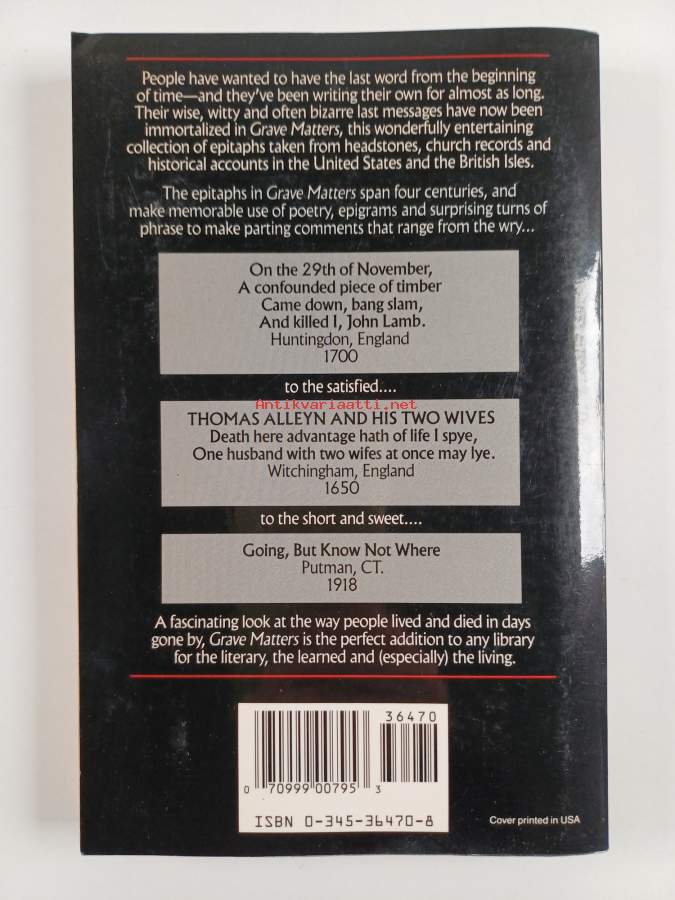 People have wanted to have the last word from the beginning
of time—and they've been writing their own for almost as long.
Their wise, witty and often bizarre last messages have now been
immortalized in Grave Matters, this wonderfully entertaining
collection of epitaphs taken from headstones, church records and
historical accounts in the United States and the British Isles.
The epitaphs in Grave Matters span four centuries, and
make memorable use of poetry, epigrams and surprising turns of
phrase to make parting comments that range from the wry...
On the 29th of November,
A confounded piece of timber
Came down, bang slam,
And killed I, John Lamb.
Huntingdon, England
1700
to the satisfied....
Antikvariaatti.net
THOMAS ALLEYN AND HIS TWO WIVES
Death here advantage hath of life I spye,
One husband with two wifes at once may lye.
Witchingham, England
1650
to the short and sweet....
Going, But Know Not Where
Putman, CT.
1918
A fascinating look at the way people lived and died in days
gone by, Grave Matters is the perfect addition to any library
for the literary, the learned and (especially) the living.
36470
0 70999 00795 3
ISBN 0-345-36470-8
Cover printed in USA